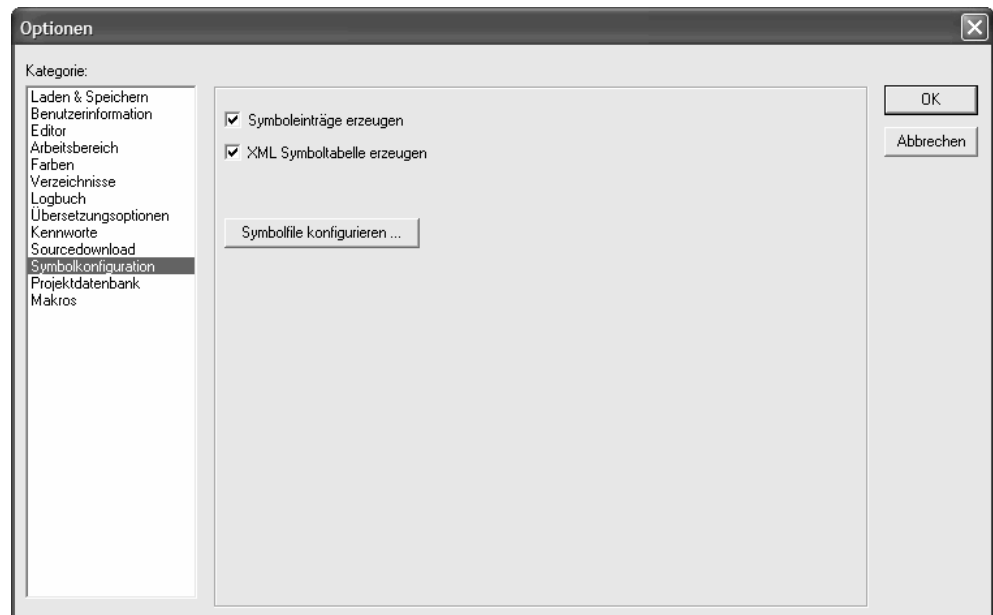 Optionen
Kategorie:
Laden & Speichern
Benutzerinformation
Editor
Arbeitsbereich
Farben
Verzeichnisse
Logbuch
Übersetzungsoptionen
Kennworte
Sourcedownload
Symbolkonfiguration
Projektdatenbank
Makros
Symboleinträge erzeugen
XML Symboltabelle erzeugen
Symbolfile konfigurieren ...
OK
Abbrechen